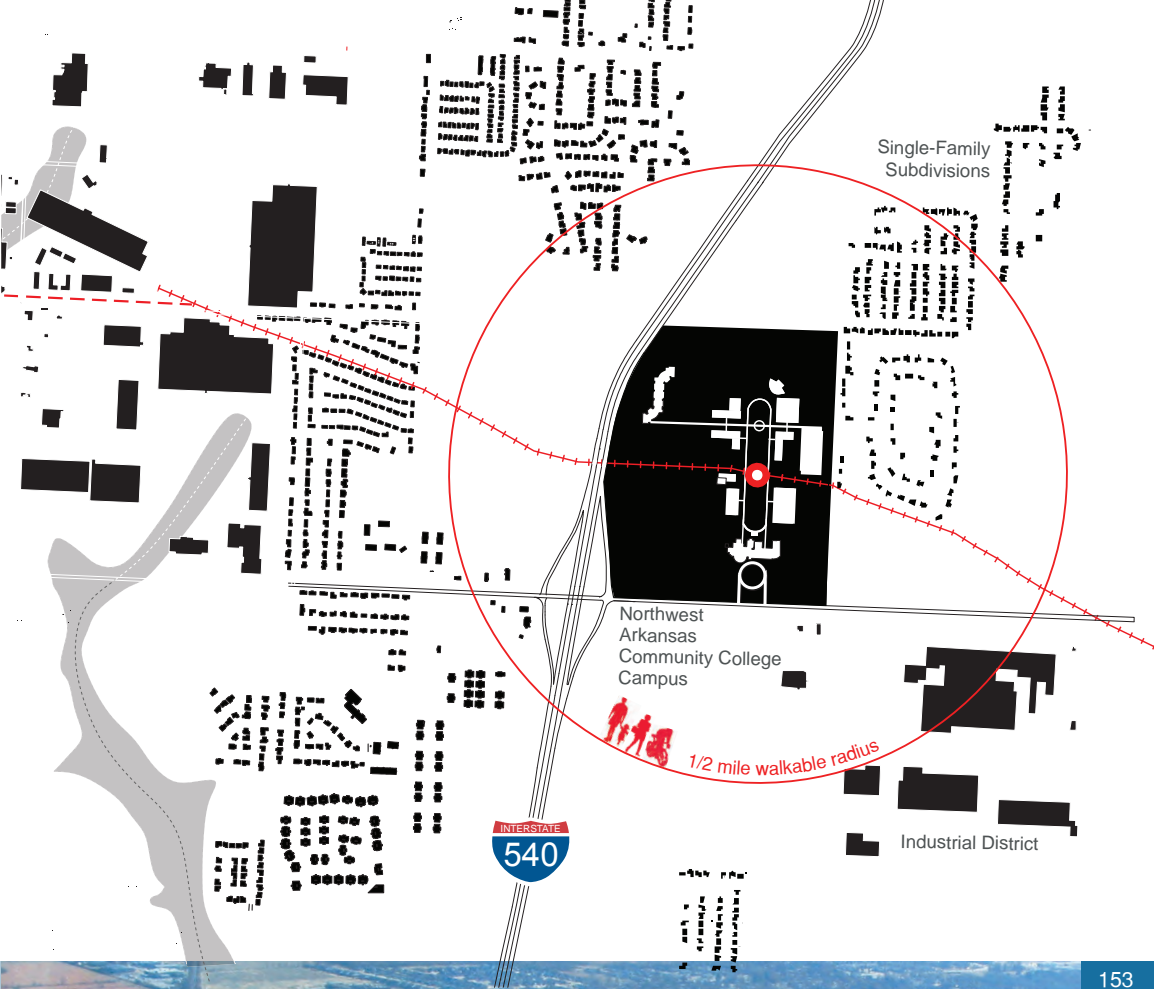 Single-Family
Subdivisions
Northwest
Arkansas
Community College
Campus
1/2 mile walkable radius
INTERSTATE
540
Industrial District
153